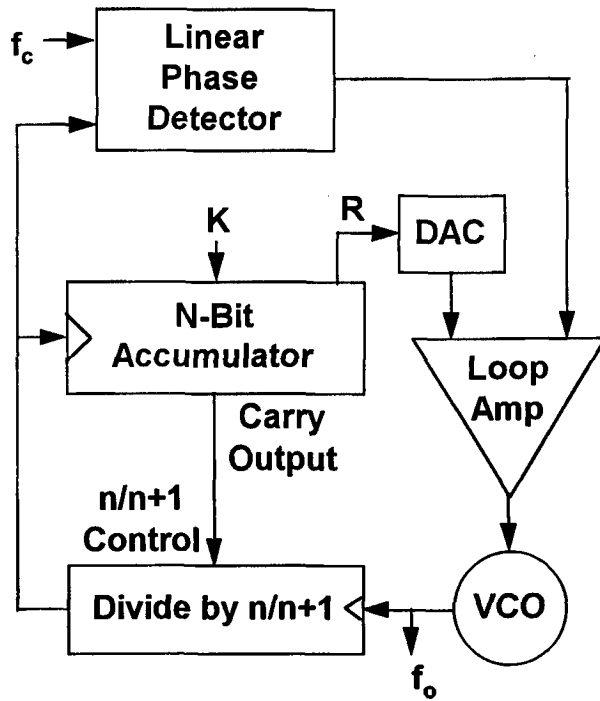 f_c
Linear
Phase
Detector
K
R
DAC
N-Bit
Accumulator
Loop
Amp
Carry
Output
n/n+1
Control
Divide by n/n+1
VCO
f_o